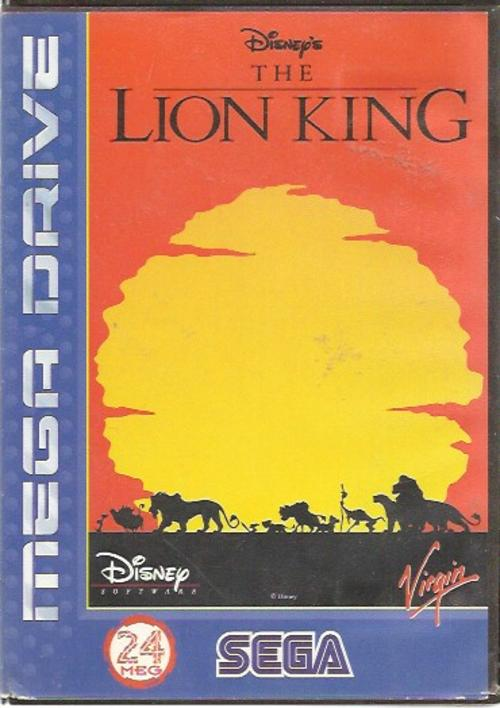 Disney's
THE
LION KING
MEGA DRIVE
Disney
SOFTWARE
© Disney
Virgin
24
MEG
SEGA